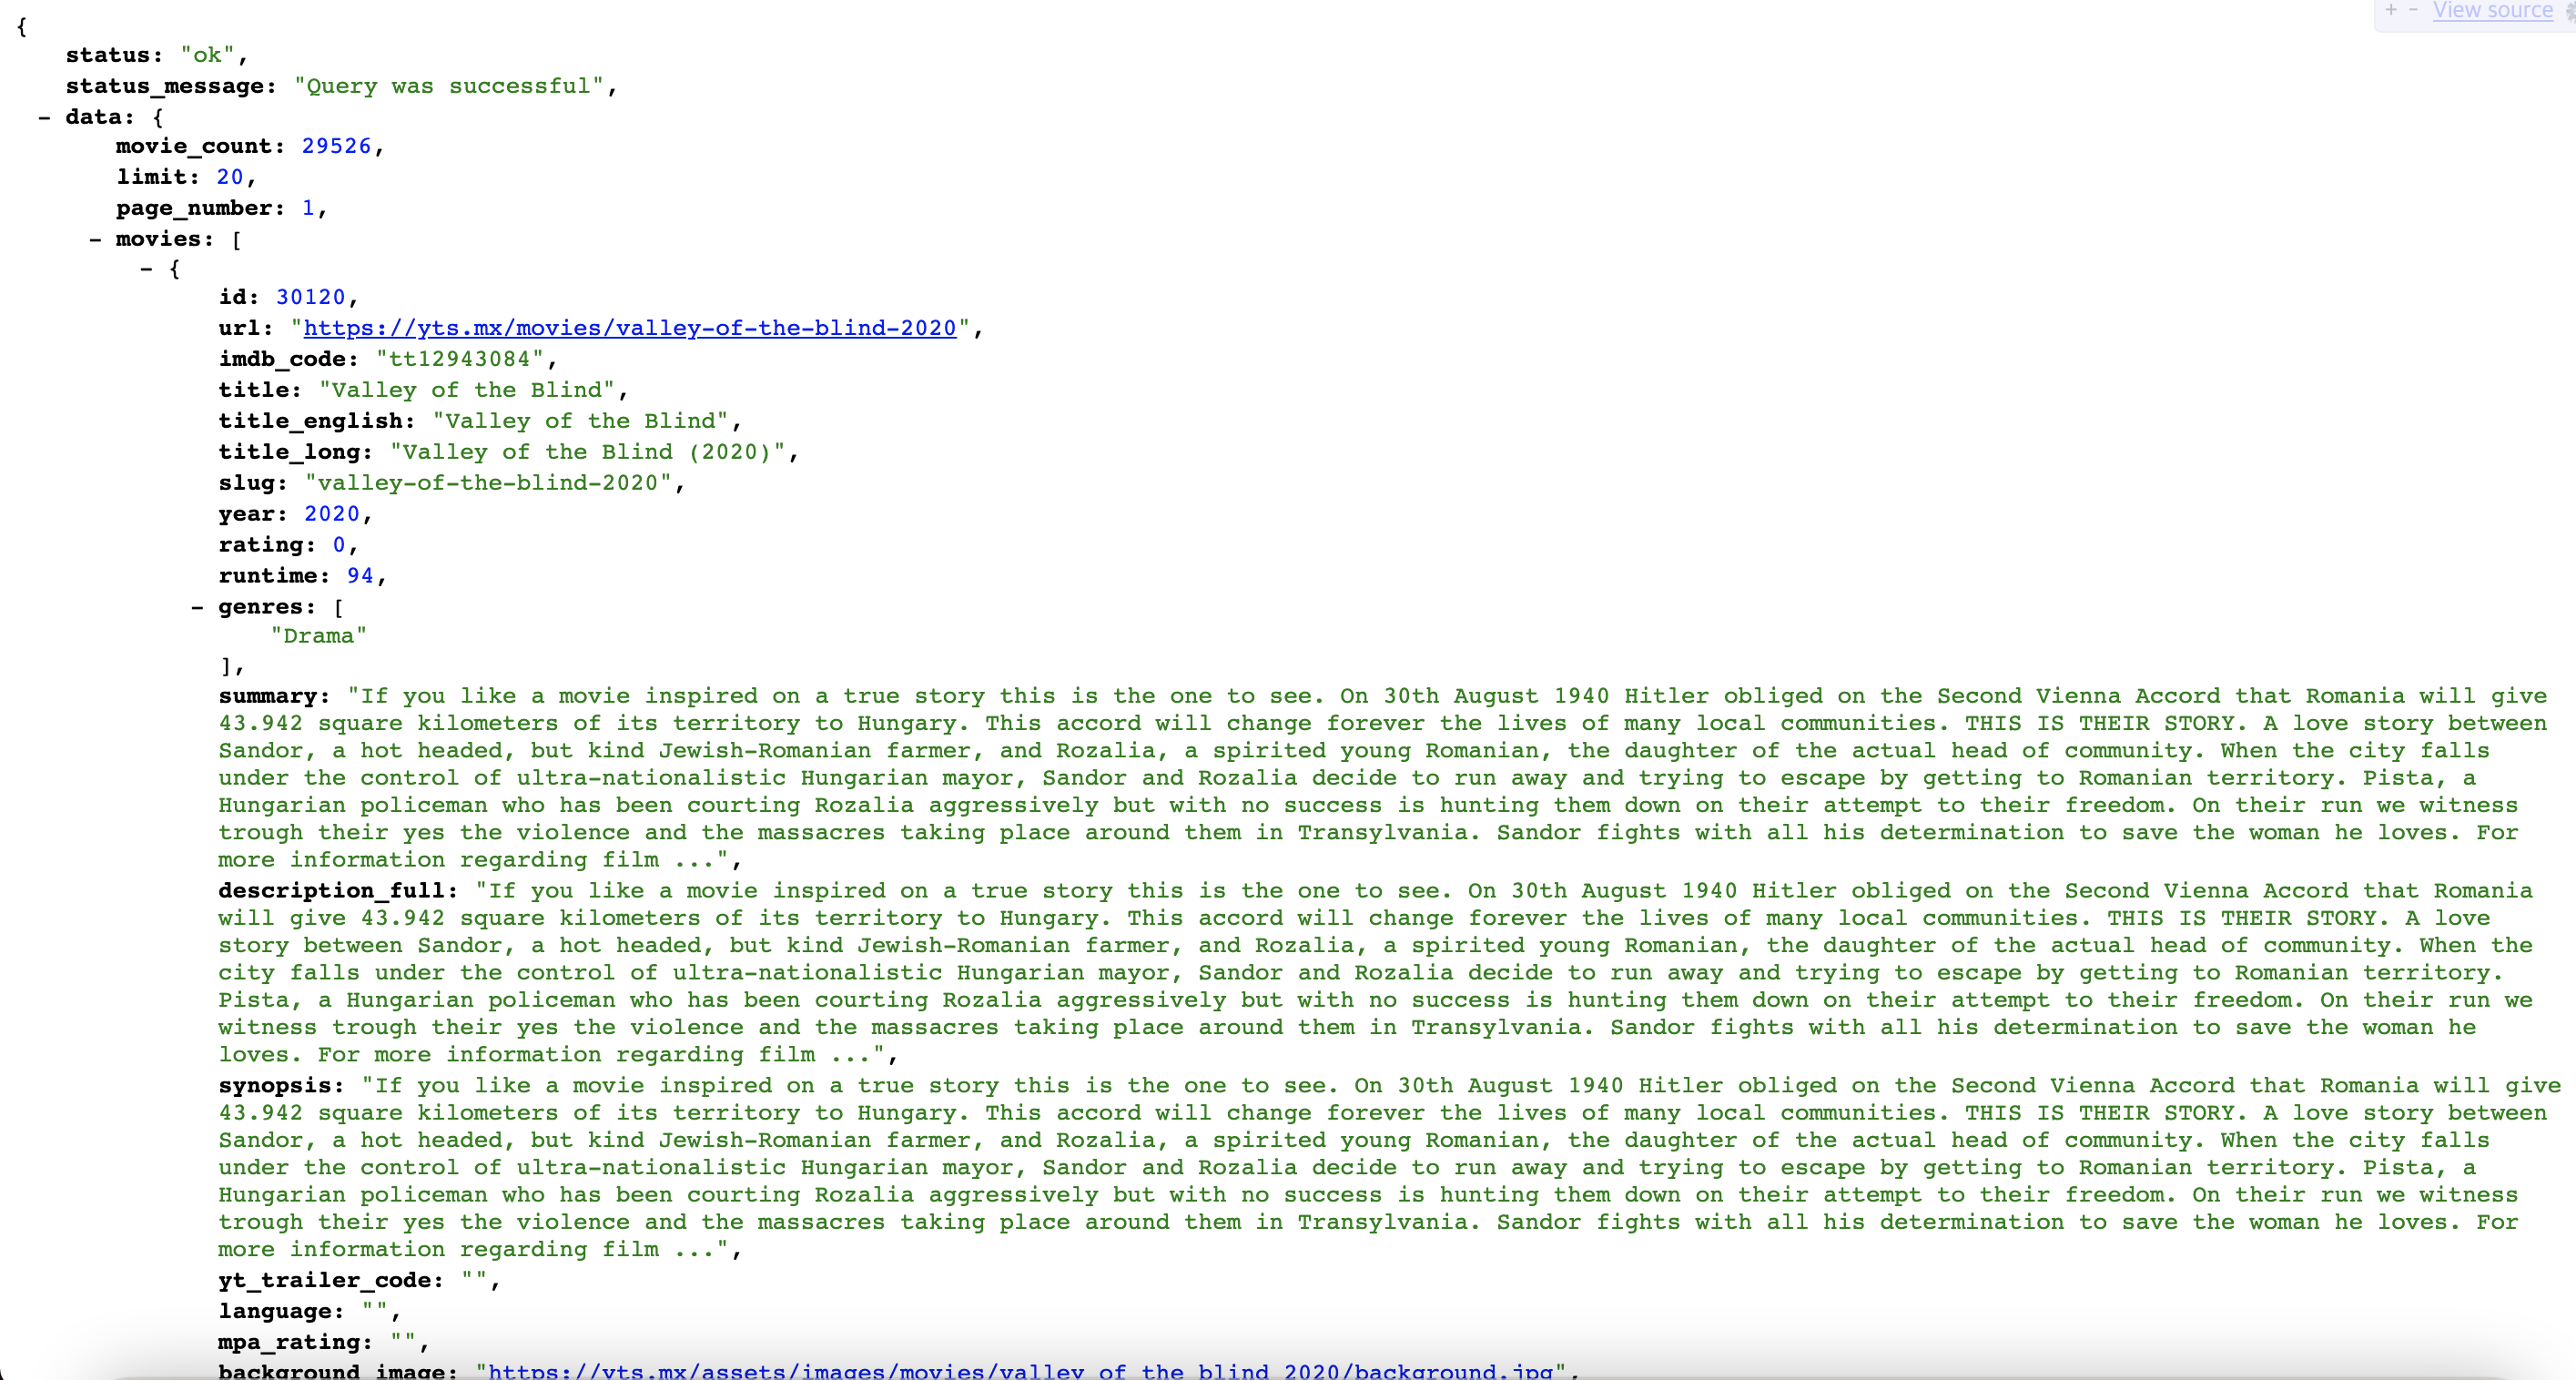 + - View source
{
status: "ok",
status_message: "Query was successful",
- data: {
movie_count: 29526,
limit: 20,
page_number: 1,
- movies: [
- {
id: 30120,
url: "https://yts.mx/movies/valley-of-the-blind-2020",
imdb_code: "tt12943084",
title: "Valley of the Blind",
title_english: "Valley of the Blind",
title_long: "Valley of the Blind (2020)",
slug: "valley-of-the-blind-2020",
year: 2020,
rating: 0,
runtime: 94,
- genres: [
"Drama"
],
summary: "If you like a movie inspired on a true story this is the one to see. On 30th August 1940 Hitler obliged on the Second Vienna Accord that Romania will give
43.942 square kilometers of its territory to Hungary. This accord will change forever the lives of many local communities. THIS IS THEIR STORY. A love story between
Sandor, a hot headed, but kind Jewish-Romanian farmer, and Rozalia, a spirited young Romanian, the daughter of the actual head of community. When the city falls
under the control of ultra-nationalistic Hungarian mayor, Sandor and Rozalia decide to run away and trying to escape by getting to Romanian territory. Pista, a
Hungarian policeman who has been courting Rozalia aggressively but with no success is hunting them down on their attempt to their freedom. On their run we witness
trough their yes the violence and the massacres taking place around them in Transylvania. Sandor fights with all his determination to save the woman he loves. For
more information regarding film ...",
description_full: "If you like a movie inspired on a true story this is the one to see. On 30th August 1940 Hitler obliged on the Second Vienna Accord that Romania
will give 43.942 square kilometers of its territory to Hungary. This accord will change forever the lives of many local communities. THIS IS THEIR STORY. A love
story between Sandor, a hot headed, but kind Jewish-Romanian farmer, and Rozalia, a spirited young Romanian, the daughter of the actual head of community. When the
city falls under the control of ultra-nationalistic Hungarian mayor, Sandor and Rozalia decide to run away and trying to escape by getting to Romanian territory.
Pista, a Hungarian policeman who has been courting Rozalia aggressively but with no success is hunting them down on their attempt to their freedom. On their run we
witness trough their yes the violence and the massacres taking place around them in Transylvania. Sandor fights with all his determination to save the woman he
loves. For more information regarding film ...",
synopsis: "If you like a movie inspired on a true story this is the one to see. On 30th August 1940 Hitler obliged on the Second Vienna Accord that Romania will give
43.942 square kilometers of its territory to Hungary. This accord will change forever the lives of many local communities. THIS IS THEIR STORY. A love story between
Sandor, a hot headed, but kind Jewish-Romanian farmer, and Rozalia, a spirited young Romanian, the daughter of the actual head of community. When the city falls
under the control of ultra-nationalistic Hungarian mayor, Sandor and Rozalia decide to run away and trying to escape by getting to Romanian territory. Pista, a
Hungarian policeman who has been courting Rozalia aggressively but with no success is hunting them down on their attempt to their freedom. On their run we witness
trough their yes the violence and the massacres taking place around them in Transylvania. Sandor fights with all his determination to save the woman he loves. For
more information regarding film ...",
yt_trailer_code: "",
language: "",
mpa_rating: "",
background_image: "https://yts.mx/assets/images/movies/valley_of_the_blind_2020/background.jpg",